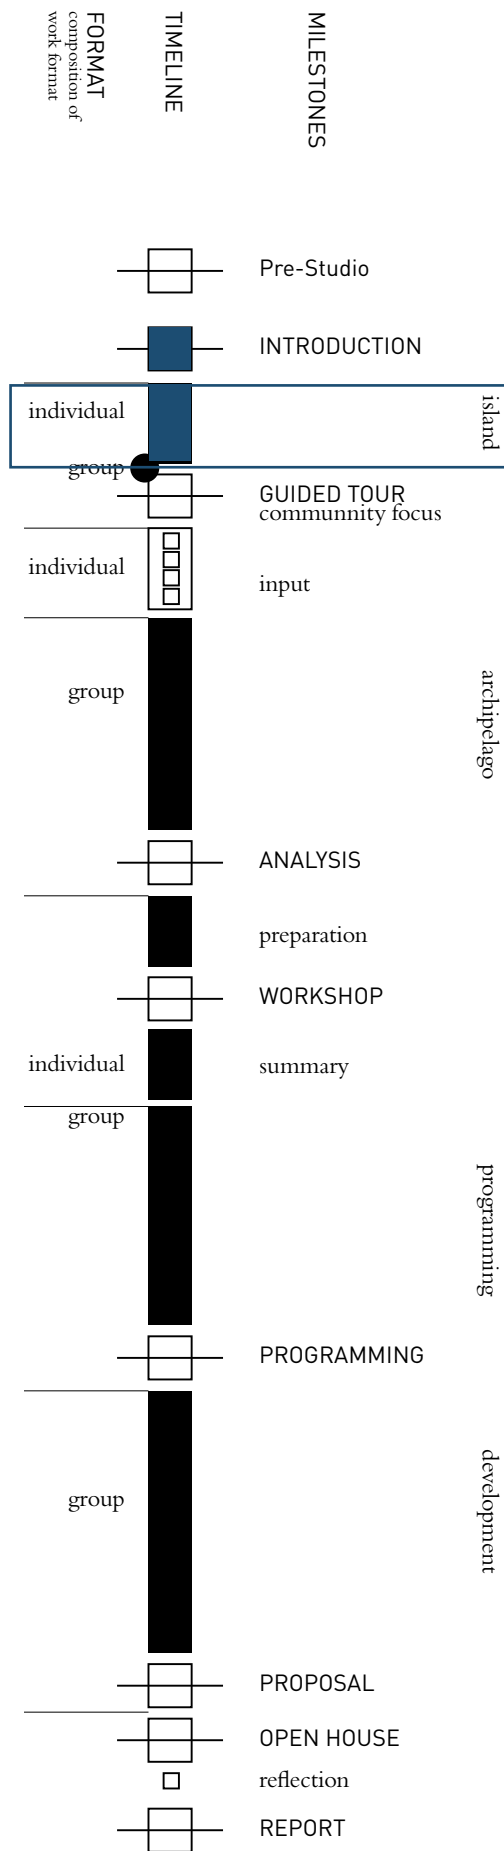 FORMAT
composition of
work format
TIMELINE
MILESTONES
Pre-Studio
INTRODUCTION
individual
island
group
GUIDED TOUR
communnity focus
individual
input
group
archipelago
ANALYSIS
preparation
WORKSHOP
individual
summary
group
programming
PROGRAMMING
group
development
PROPOSAL
OPEN HOUSE
reflection
REPORT